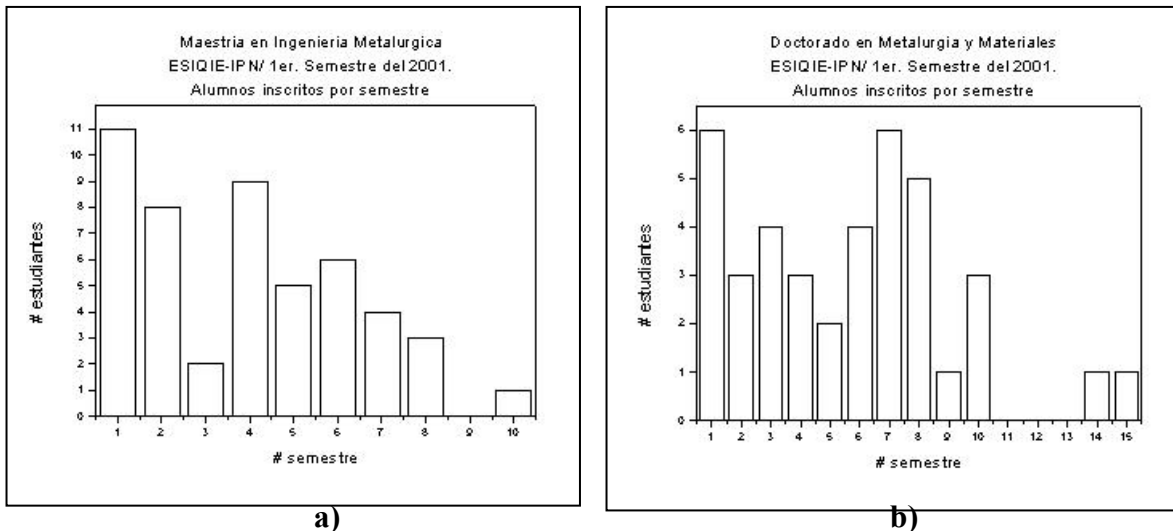 Maestria en Ingenieria Metalurgica
ESIQIE-IPN/ 1er. Semestre del 2001.
Alumnos inscritos por semestre
11
10
9
8
7
6
5
4
3
2
1
0
# estudiantes
1 2 3 4 5 6 7 8 9 10
# semestre
a)
Doctorado en Metalurgia y Materiales
ESIQIE-IPN/ 1er. Semestre del 2001.
Alumnos inscritos por semestre
6
5
4
3
2
1
0
# estudiantes
1 2 3 4 5 6 7 8 9 10 11 12 13 14 15
# semestre
b)